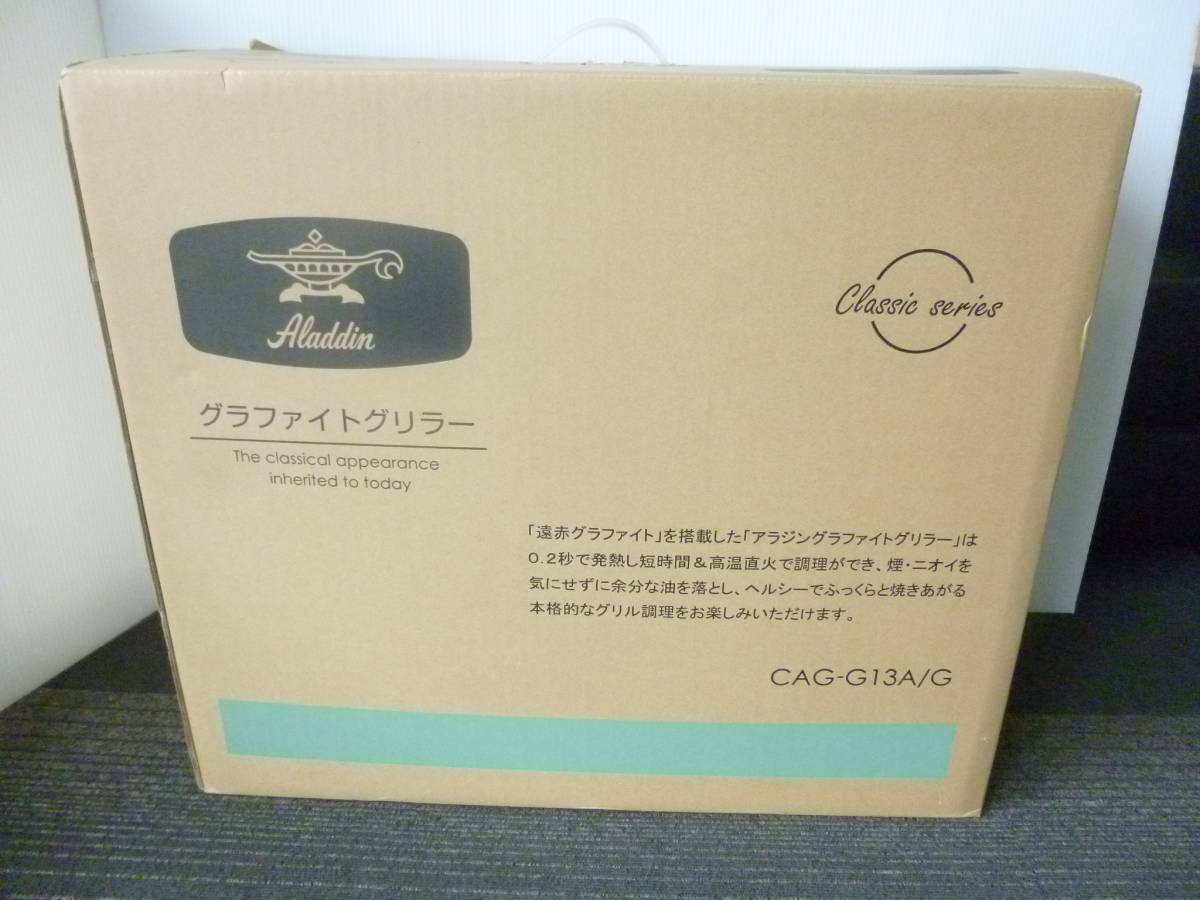 Aladdin
Classic series
グラファイトグリラー
The classical appearance
inherited to today
「遠赤グラファイト」を搭載した「アラジングラファイトグリラー」は
0.2秒で発熱し短時間&高温直火で調理ができ、煙・ニオイを
気にせずに余分な油を落とし、ヘルシーでふっくらと焼きあがる
本格的なグリル調理をお楽しみいただけます。
CAG-G13A/G